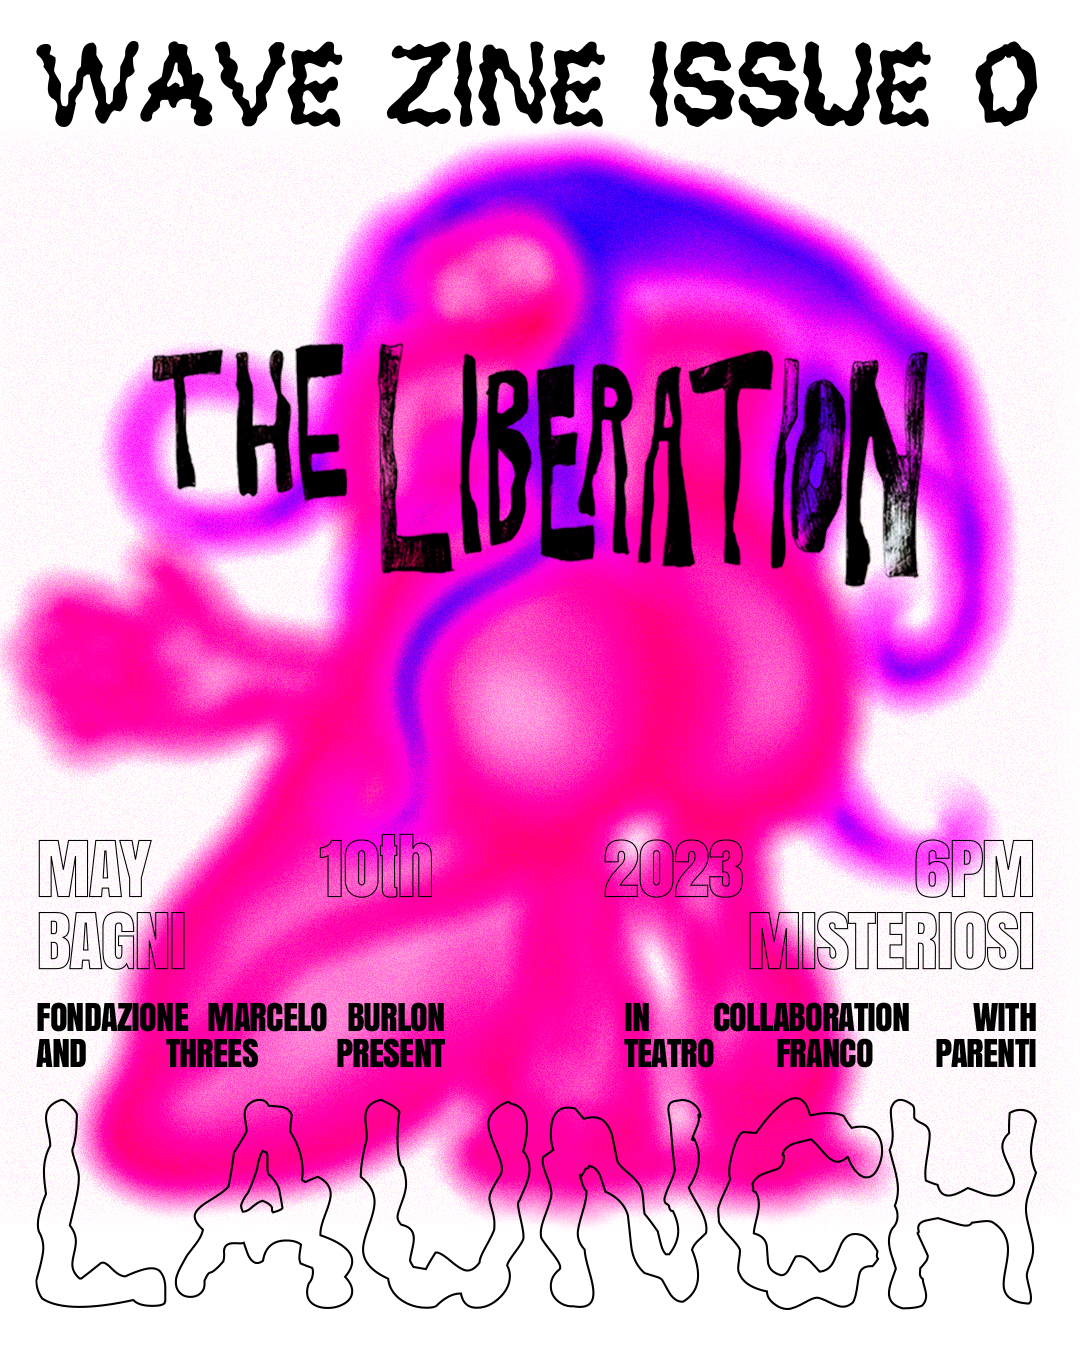 WAVE ZINE ISSUE 0
THE LIBERATION
MAY 10th 2023 6PM
BAGNI MISTERIOSI
FONDAZIONE MARCELO BURLON
AND THREES PRESENT
IN COLLABORATION WITH
TEATRO FRANCO PARENTI
LAUNCH